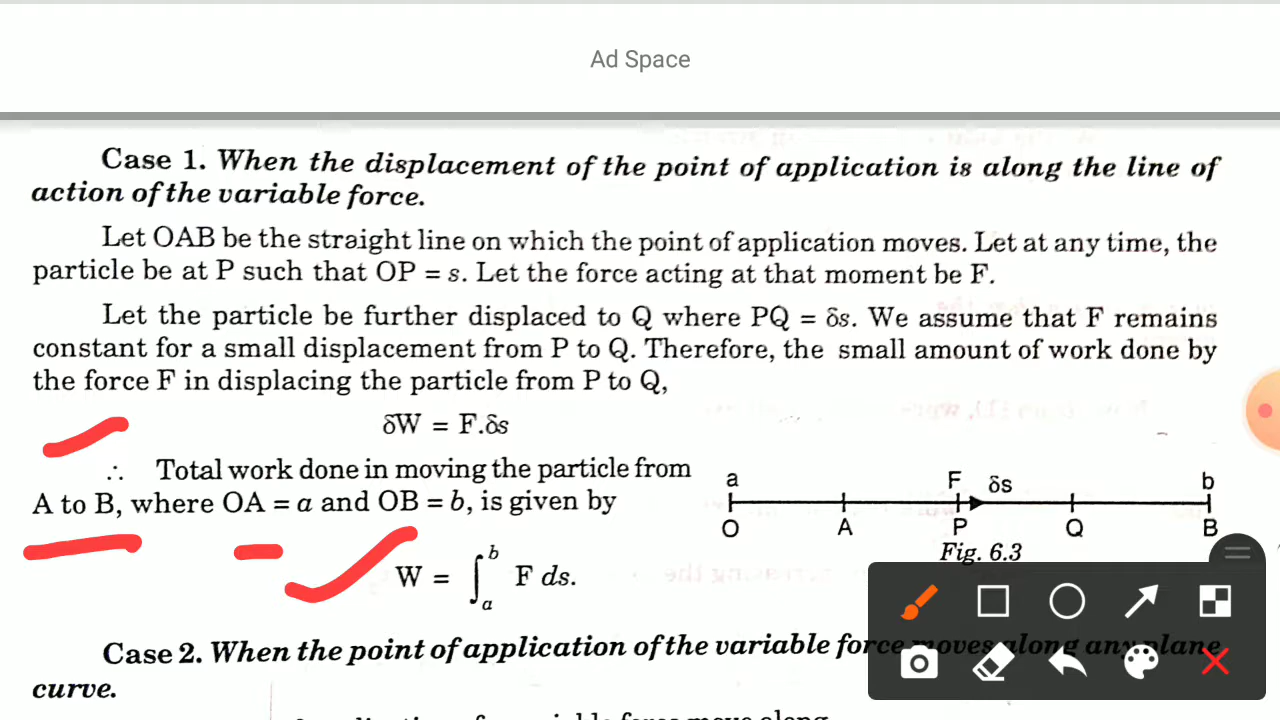 Ad Space
Case 1. When the displacement of the point of application is along the line of
action of the variable force.
Let OAB be the straight line on which the point of application moves. Let at any time, the
particle be at P such that OP = s. Let the force acting at that moment be F.
Let the particle be further displaced to Q where PQ = δs. We assume that F remains
constant for a small displacement from P to Q. Therefore, the small amount of work done by
the force F in displacing the particle from P to Q,
δW = F.δs
∴ Total work done in moving the particle from
A to B, where OA = a and OB = b, is given by
a F δs b
O A P Q B
Fig. 6.3
W = ∫_a^b F ds.
Case 2. When the point of application of the variable force moves along any plane
curve.